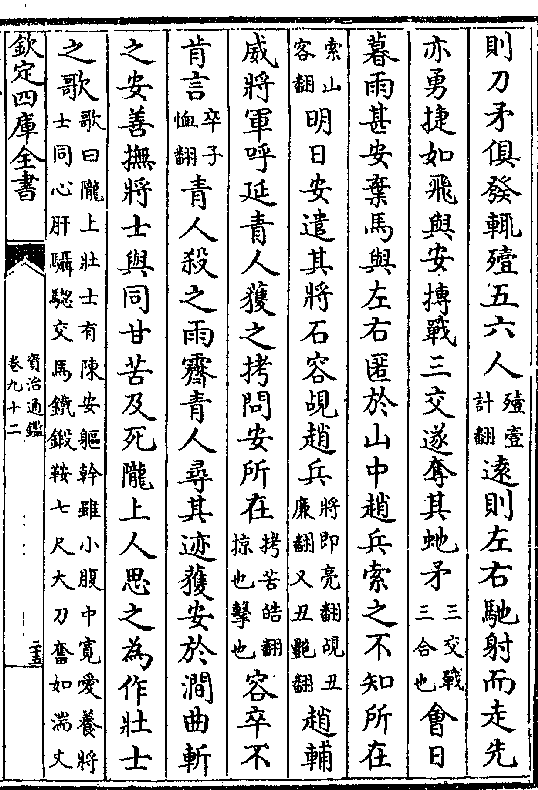 則刀矛俱發輒殪五六人殪壹計翻遠則左右馳射而走先
亦勇捷如飛與安搏戰三交遂奪其虵矛三交戰三合也會日
暮雨甚安棄馬與左右匿於山中趙兵索之不知所在
索山客翻明日安遣其將石容覘趙兵將即亮翻覘丑廉翻又丑艷翻趙輔
威將軍呼延青人獲之拷問安所在拷苦皓翻掠也擊也容卒不
肯言卒子恤翻青人殺之雨霽青人尋其迹獲安於澗曲斬
之安善撫將士與同甘苦及死隴上人思之為作壯士
之歌歌曰隴上壯士有陳安軀幹雖小腹中寛愛養將士同心肝䯀驄交馬鐵鍛鞍七尺大刀奮如湍丈
欽定四庫全書
資治通鑑
卷九十二
二十五